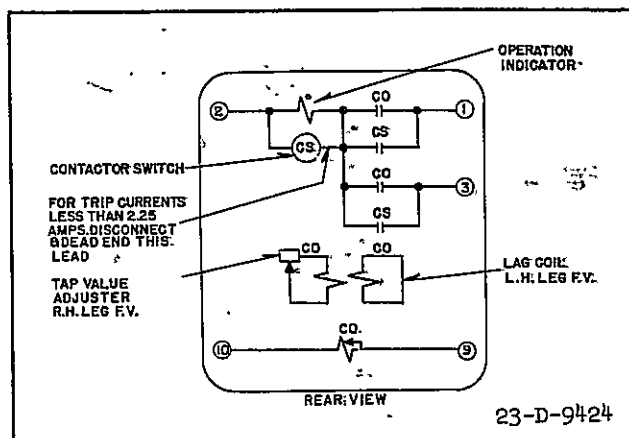 OPERATION
INDICATOR
CO
2
1
CS
CS
CONTACTOR SWITCH
CO
FOR TRIP CURRENTS
LESS THAN 2.25
AMPS. DISCONNECT
& DEAD END THIS
LEAD
3
CS
CO
CO
TAP VALUE
ADJUSTER
R.H. LEG F.V.
LAG COIL
L.H. LEG F.V.
CO.
10
9
REAR VIEW
23-D-9424